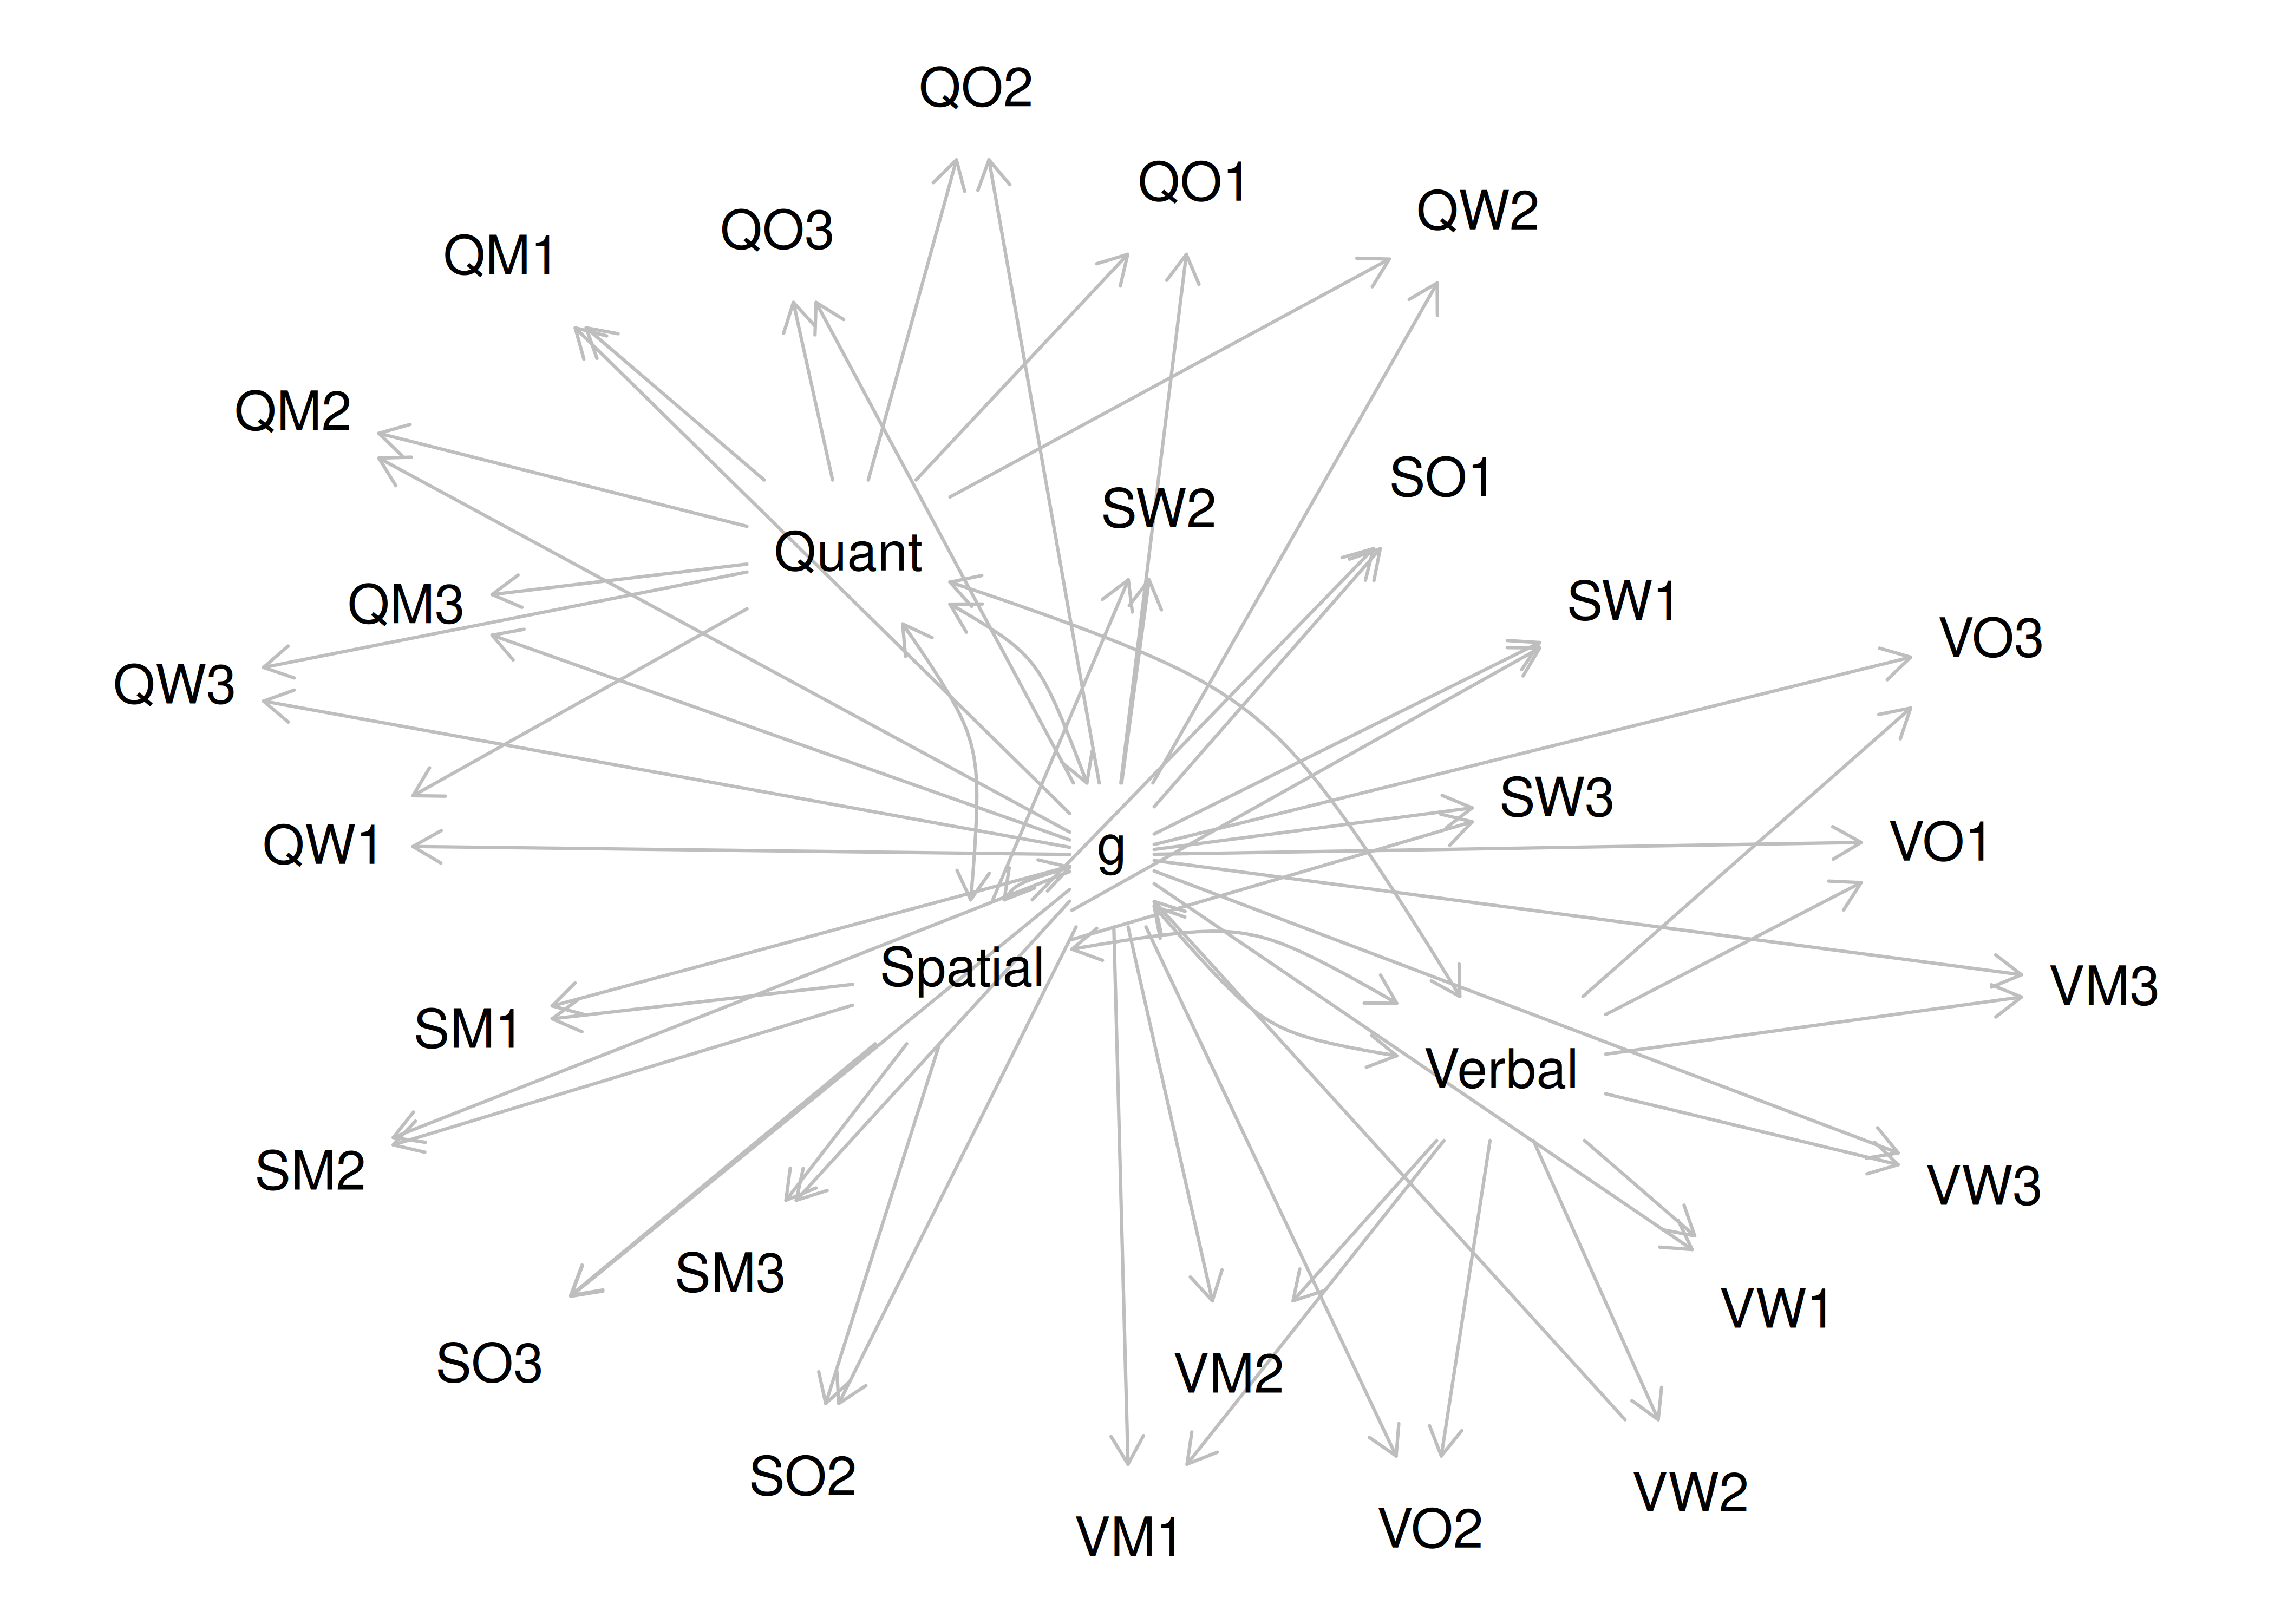 QO2
QO1
QW2
QO3
QM1
QM2
SO1
SW2
Quant
SW1
QM3
VO3
QW3
SW3
VO1
QW1
g
Spatial
VM3
SM1
Verbal
SM2
VW3
SM3
VW1
SO3
VM2
SO2
VW2
VO2
VM1